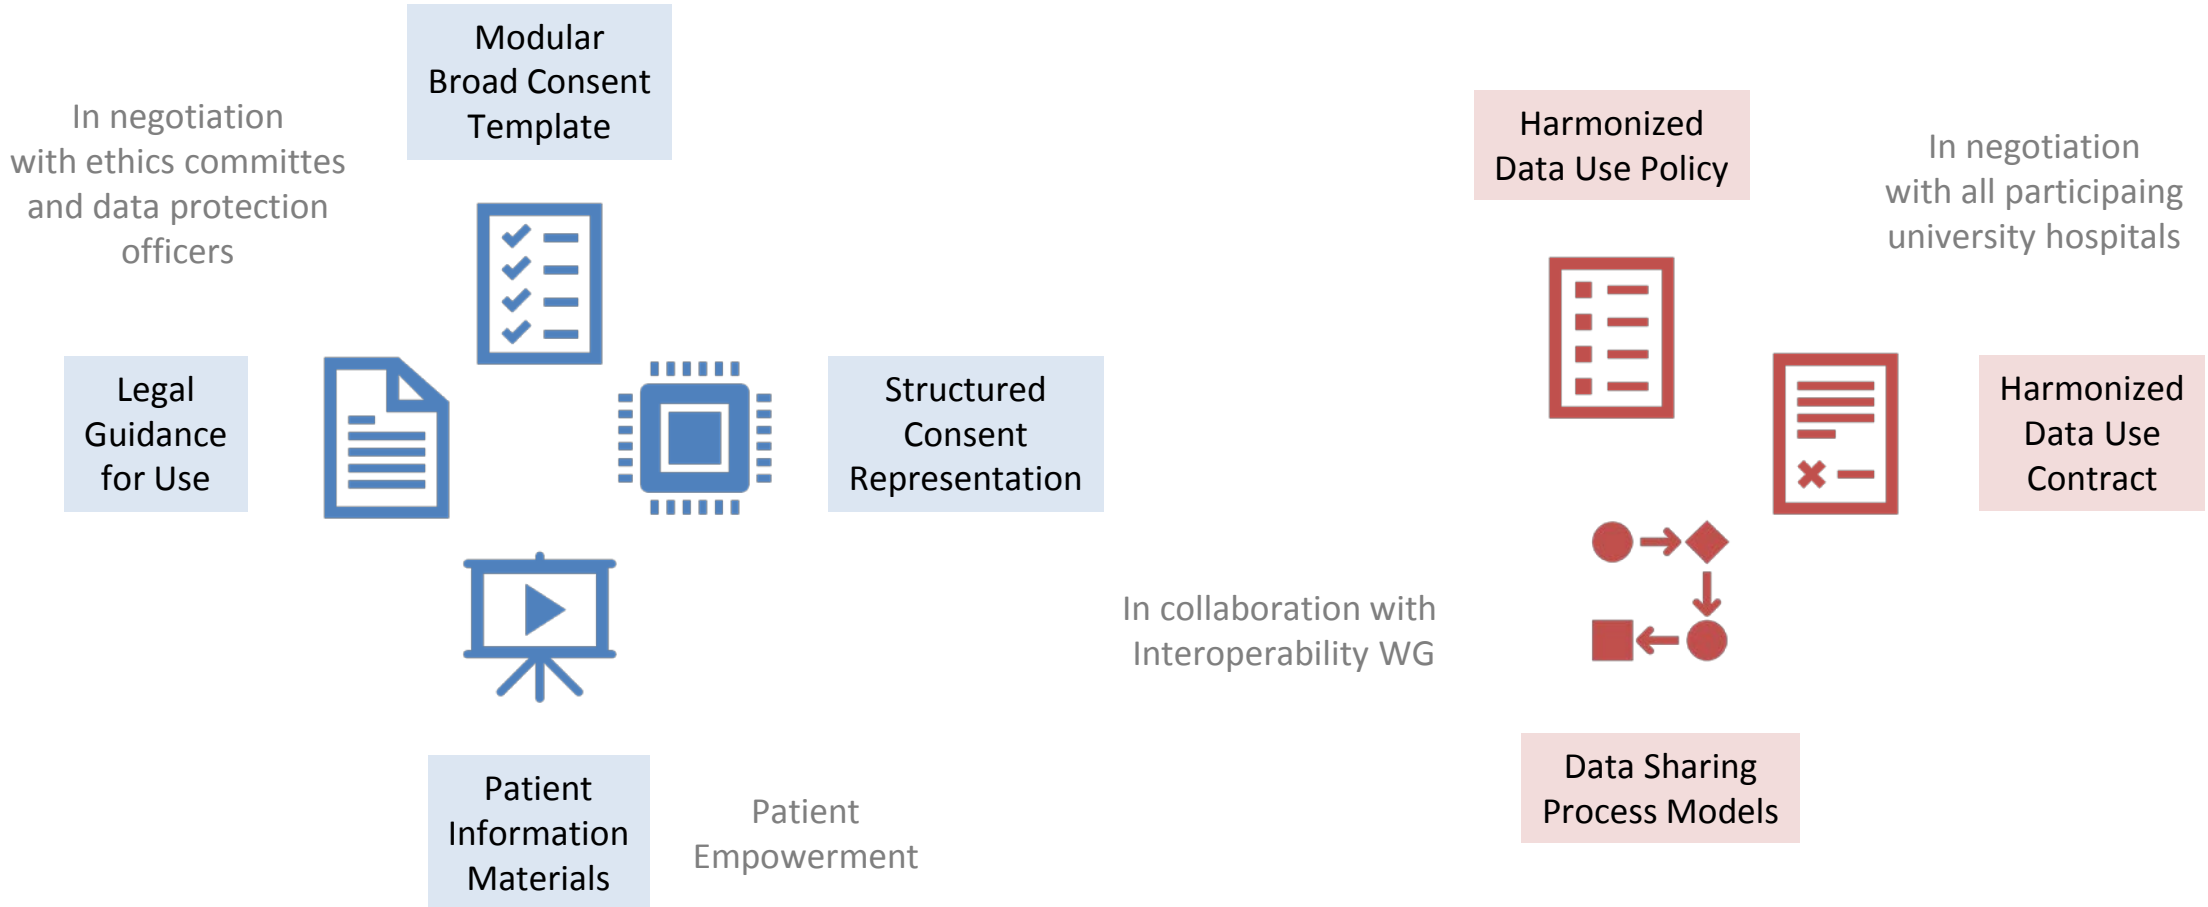 Modular
Broad Consent
Template
In negotiation
with ethics committes
and data protection
officers
Legal
Guidance
for Use
Structured
Consent
Representation
Patient
Information
Materials
Patient
Empowerment
Harmonized
Data Use Policy
In negotiation
with all participaing
university hospitals
Harmonized
Data Use
Contract
In collaboration with
Interoperability WG
Data Sharing
Process Models